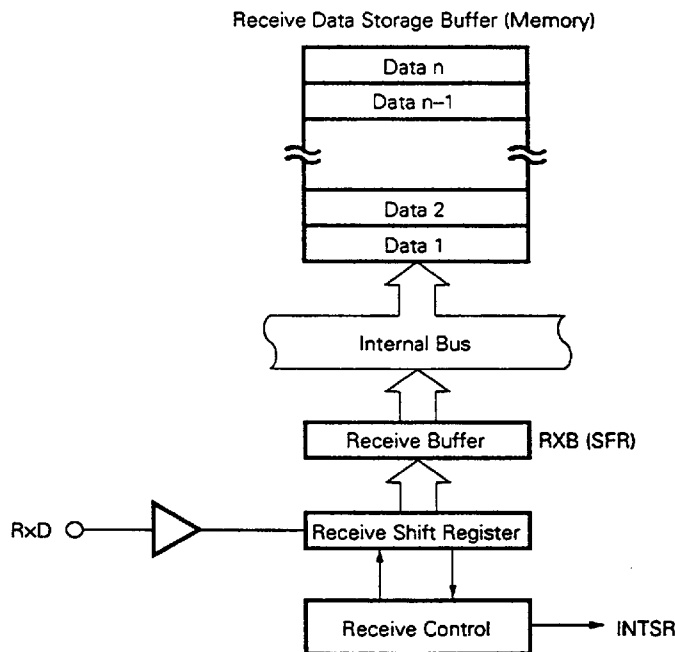 Receive Data Storage Buffer (Memory)
Data n
Data n–1
Data 2
Data 1
Internal Bus
Receive Buffer
RXB (SFR)
RxD
Receive Shift Register
Receive Control
INTSR